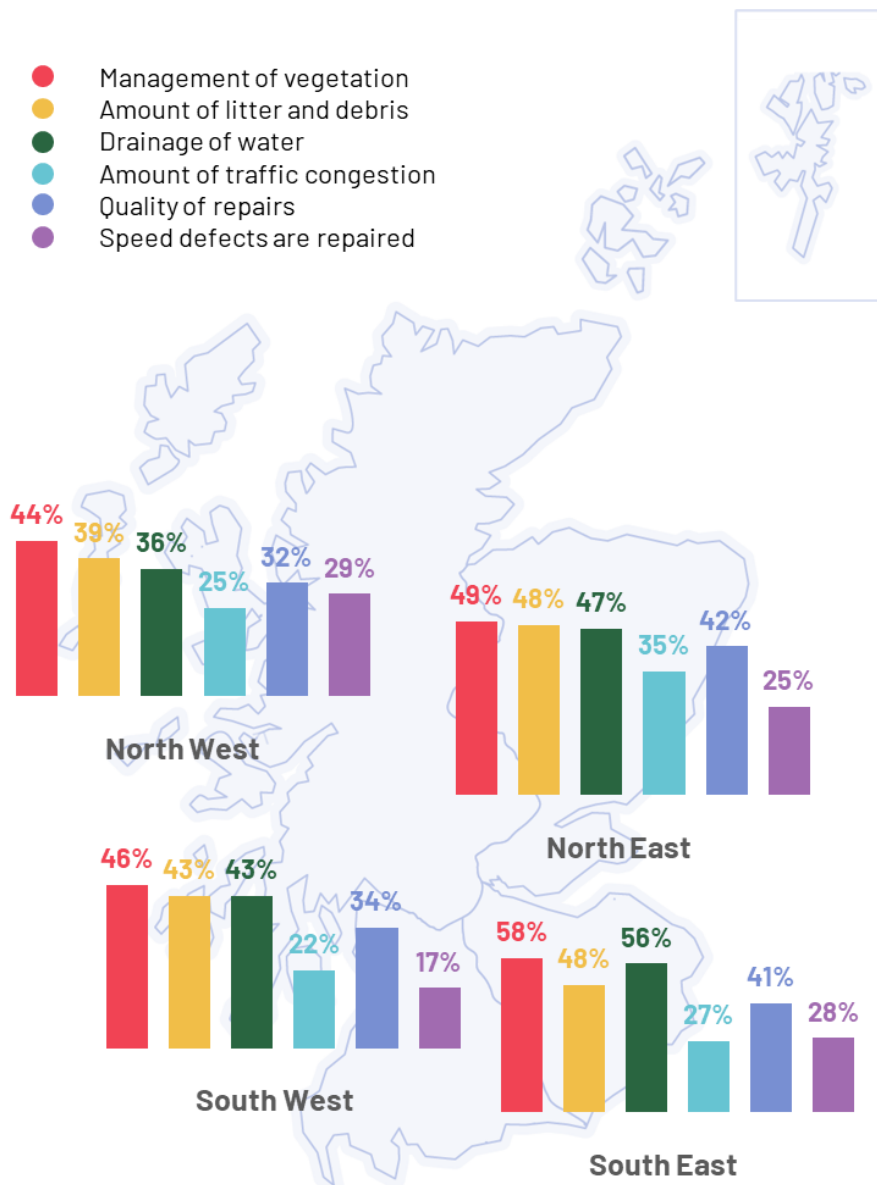 Management of vegetation
Amount of litter and debris
Drainage of water
Amount of traffic congestion
Quality of repairs
Speed defects are repaired
44%
39%
36%
25%
32%
29%
North West
49%
48%
47%
35%
42%
25%
North East
46%
43%
43%
22%
34%
17%
South West
58%
48%
56%
27%
41%
28%
South East